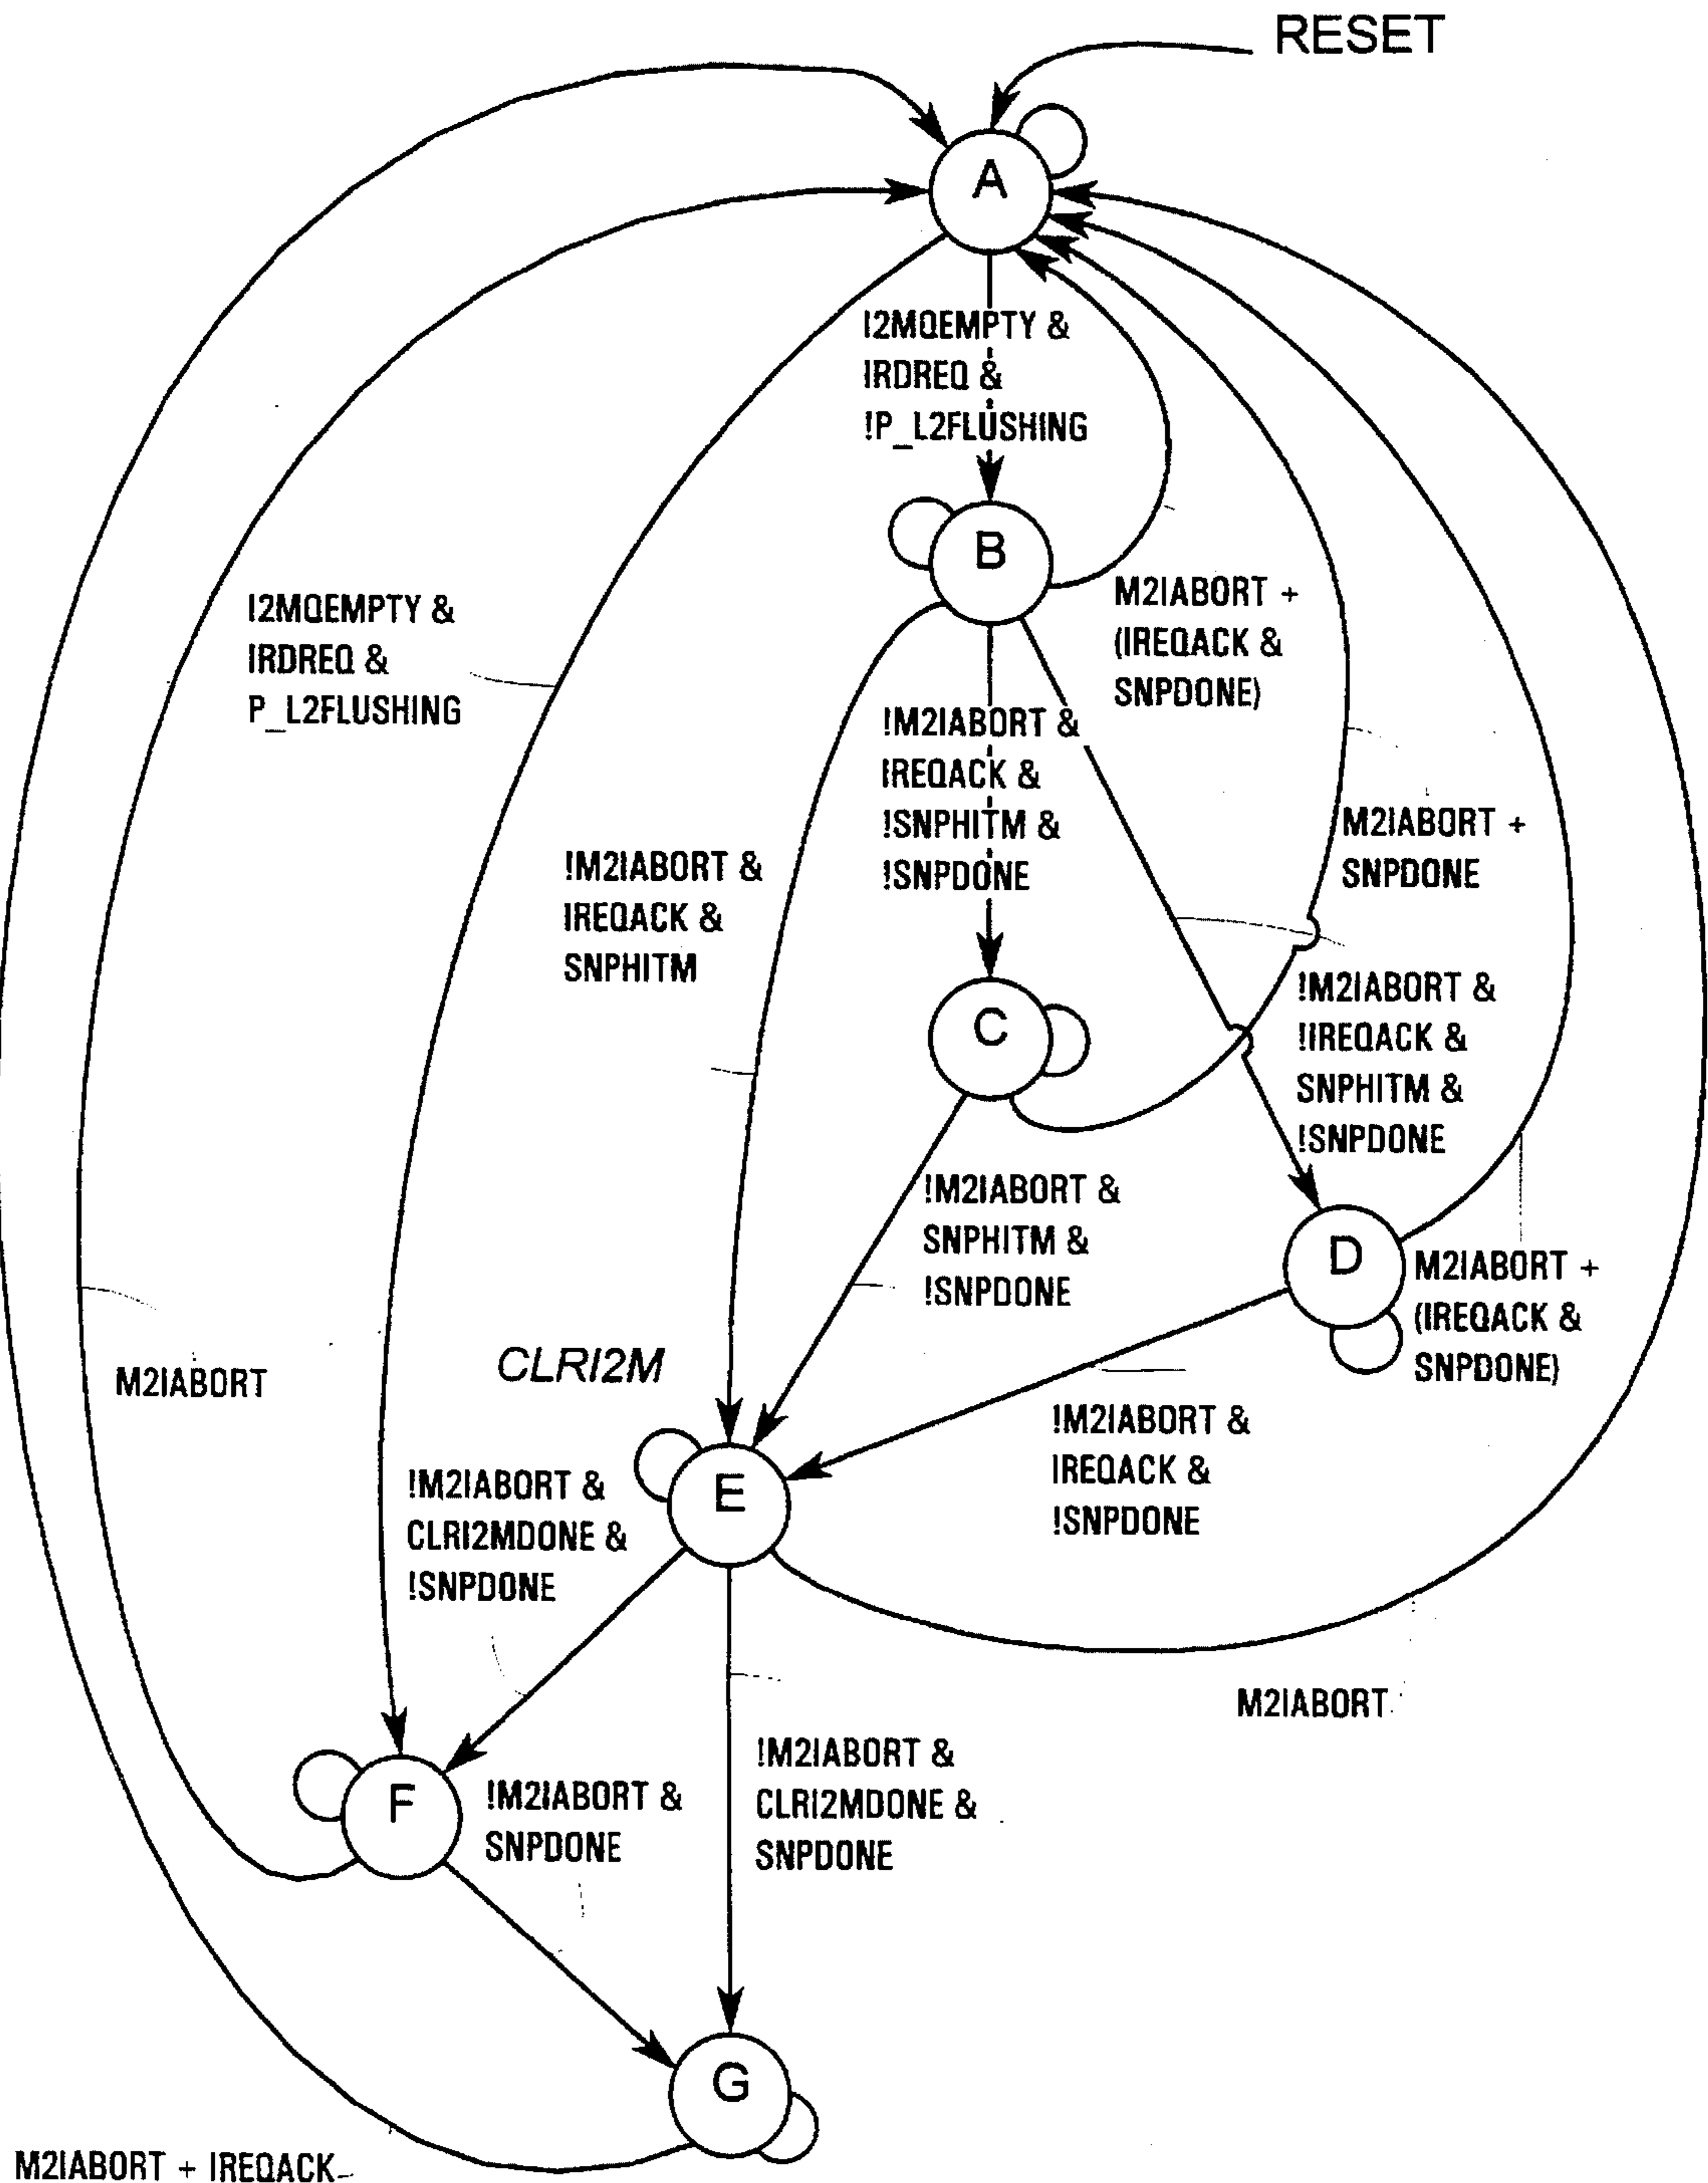 RESET
A
I2MQEMPTY &
IRDREQ &
!P_L2FLUSHING
B
I2MQEMPTY &
IRDREQ &
P_L2FLUSHING
M2IABORT +
(IREQACK &
SNPDONE)
!M2IABORT &
IREQACK &
!SNPHITM &
!SNPDONE
M2IABORT +
SNPDONE
!M2IABORT &
IREQACK &
SNPHITM
C
!M2IABORT &
!IREQACK &
SNPHITM &
!SNPDONE
!M2IABORT &
SNPHITM &
!SNPDONE
D
M2IABORT +
(IREQACK &
SNPDONE)
M2IABORT
CLRI2M
!M2IABORT &
IREQACK &
!SNPDONE
E
!M2IABORT &
CLRI2MDONE &
!SNPDONE
M2IABORT
F
!M2IABORT &
SNPDONE
!M2IABORT &
CLRI2MDONE &
SNPDONE
G
M2IABORT + IREQACK